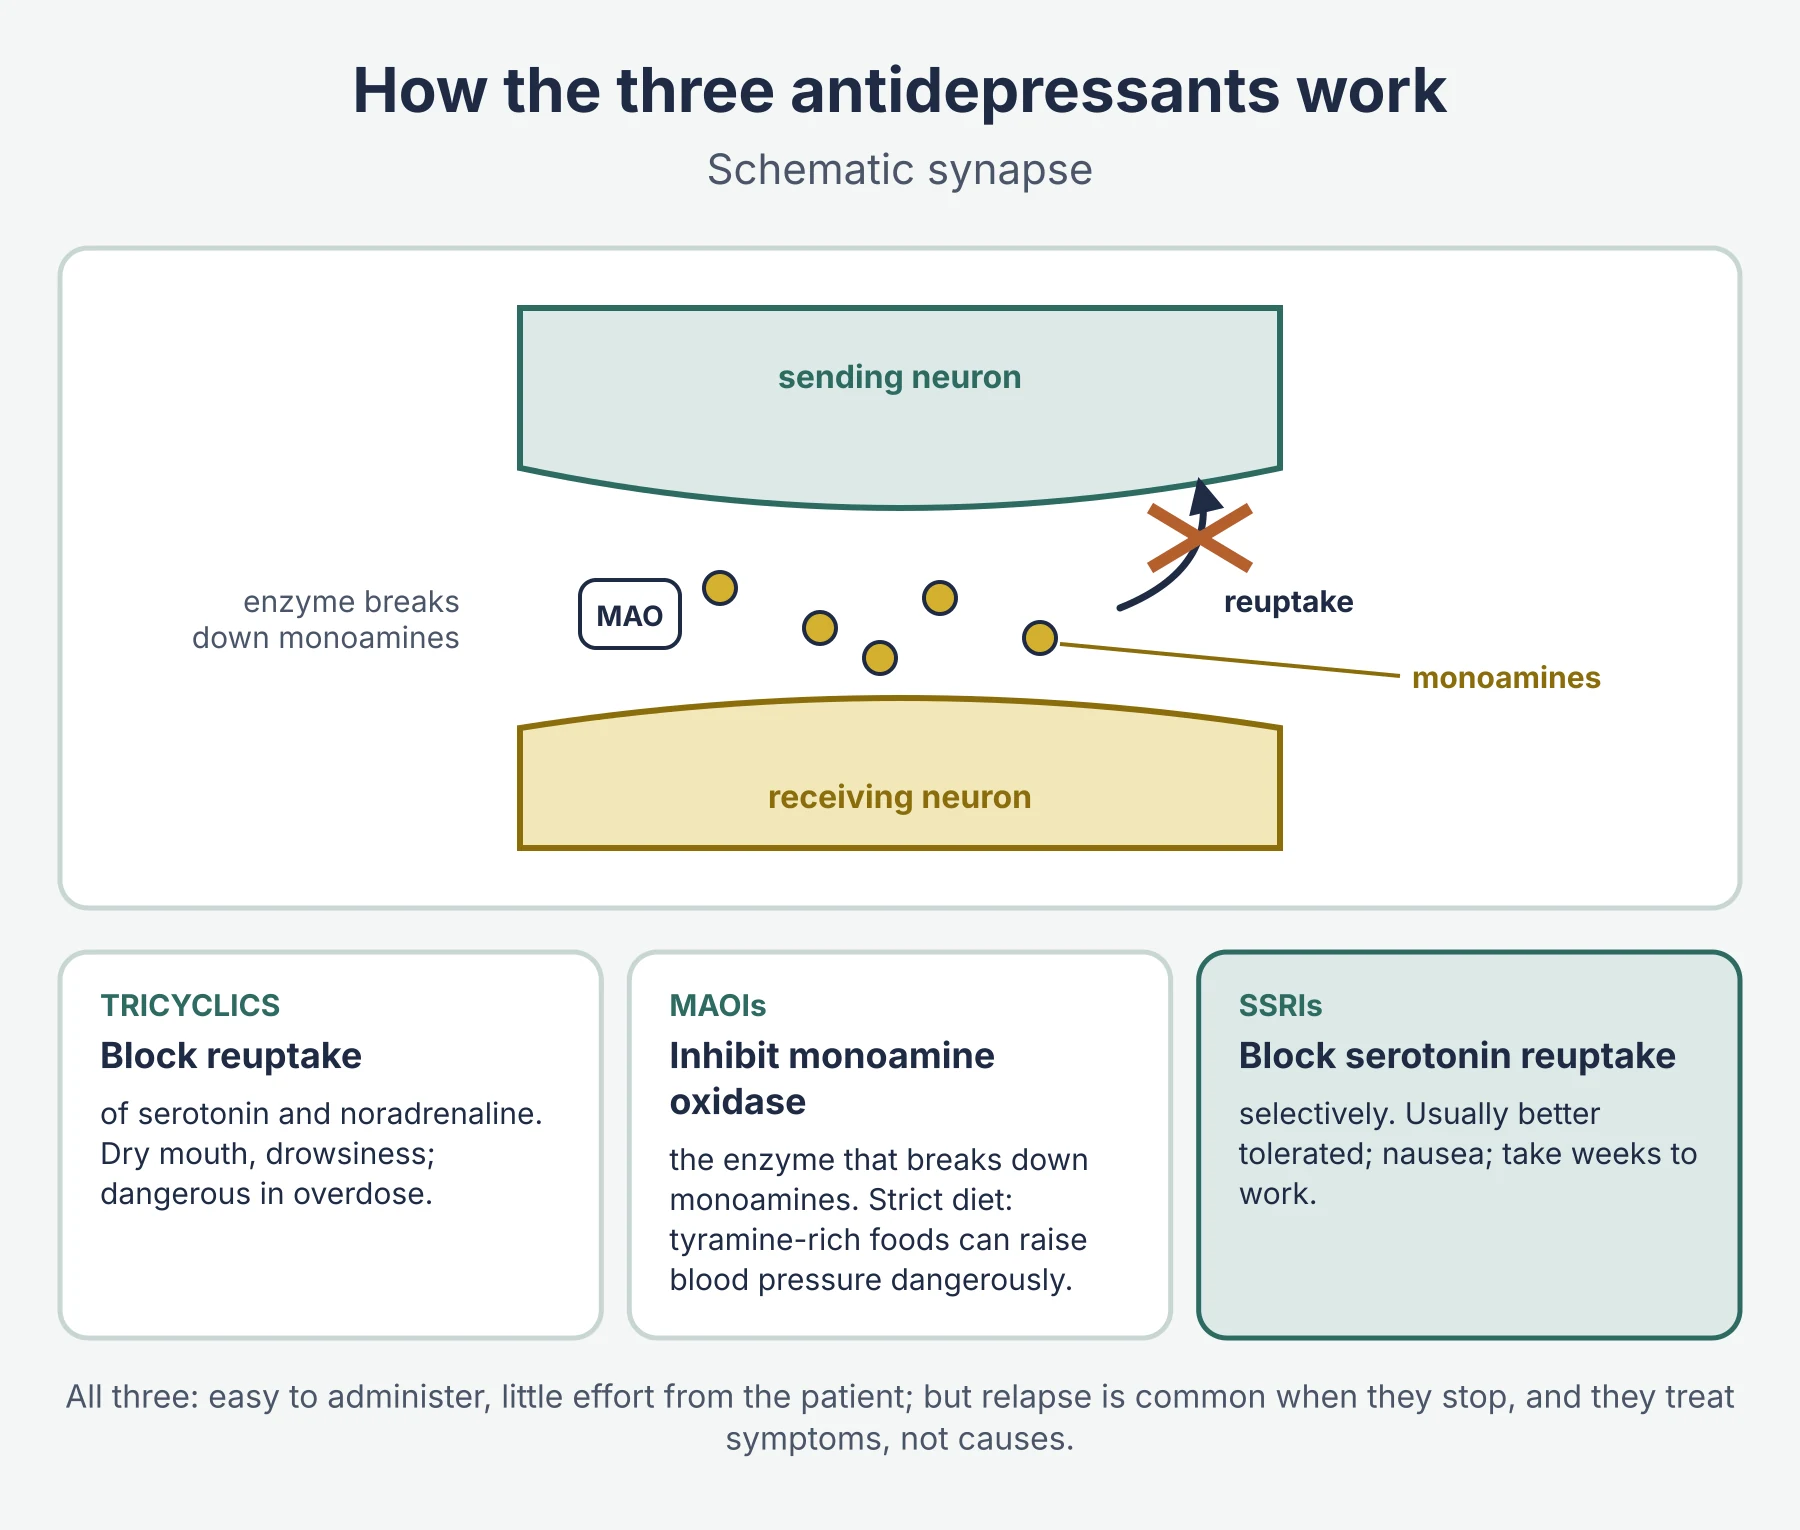 How the three antidepressants work
Schematic synapse
sending neuron
enzyme breaks
down monoamines
MAO
reuptake
monoamines
receiving neuron
TRICYCLICS
Block reuptake
of serotonin and noradrenaline.
Dry mouth, drowsiness;
dangerous in overdose.
MAOIs
Inhibit monoamine
oxidase
the enzyme that breaks down
monoamines. Strict diet:
tyramine-rich foods can raise
blood pressure dangerously.
SSRIs
Block serotonin reuptake
selectively. Usually better
tolerated; nausea; take weeks to
work.
All three: easy to administer, little effort from the patient; but relapse is common when they stop, and they treat
symptoms, not causes.